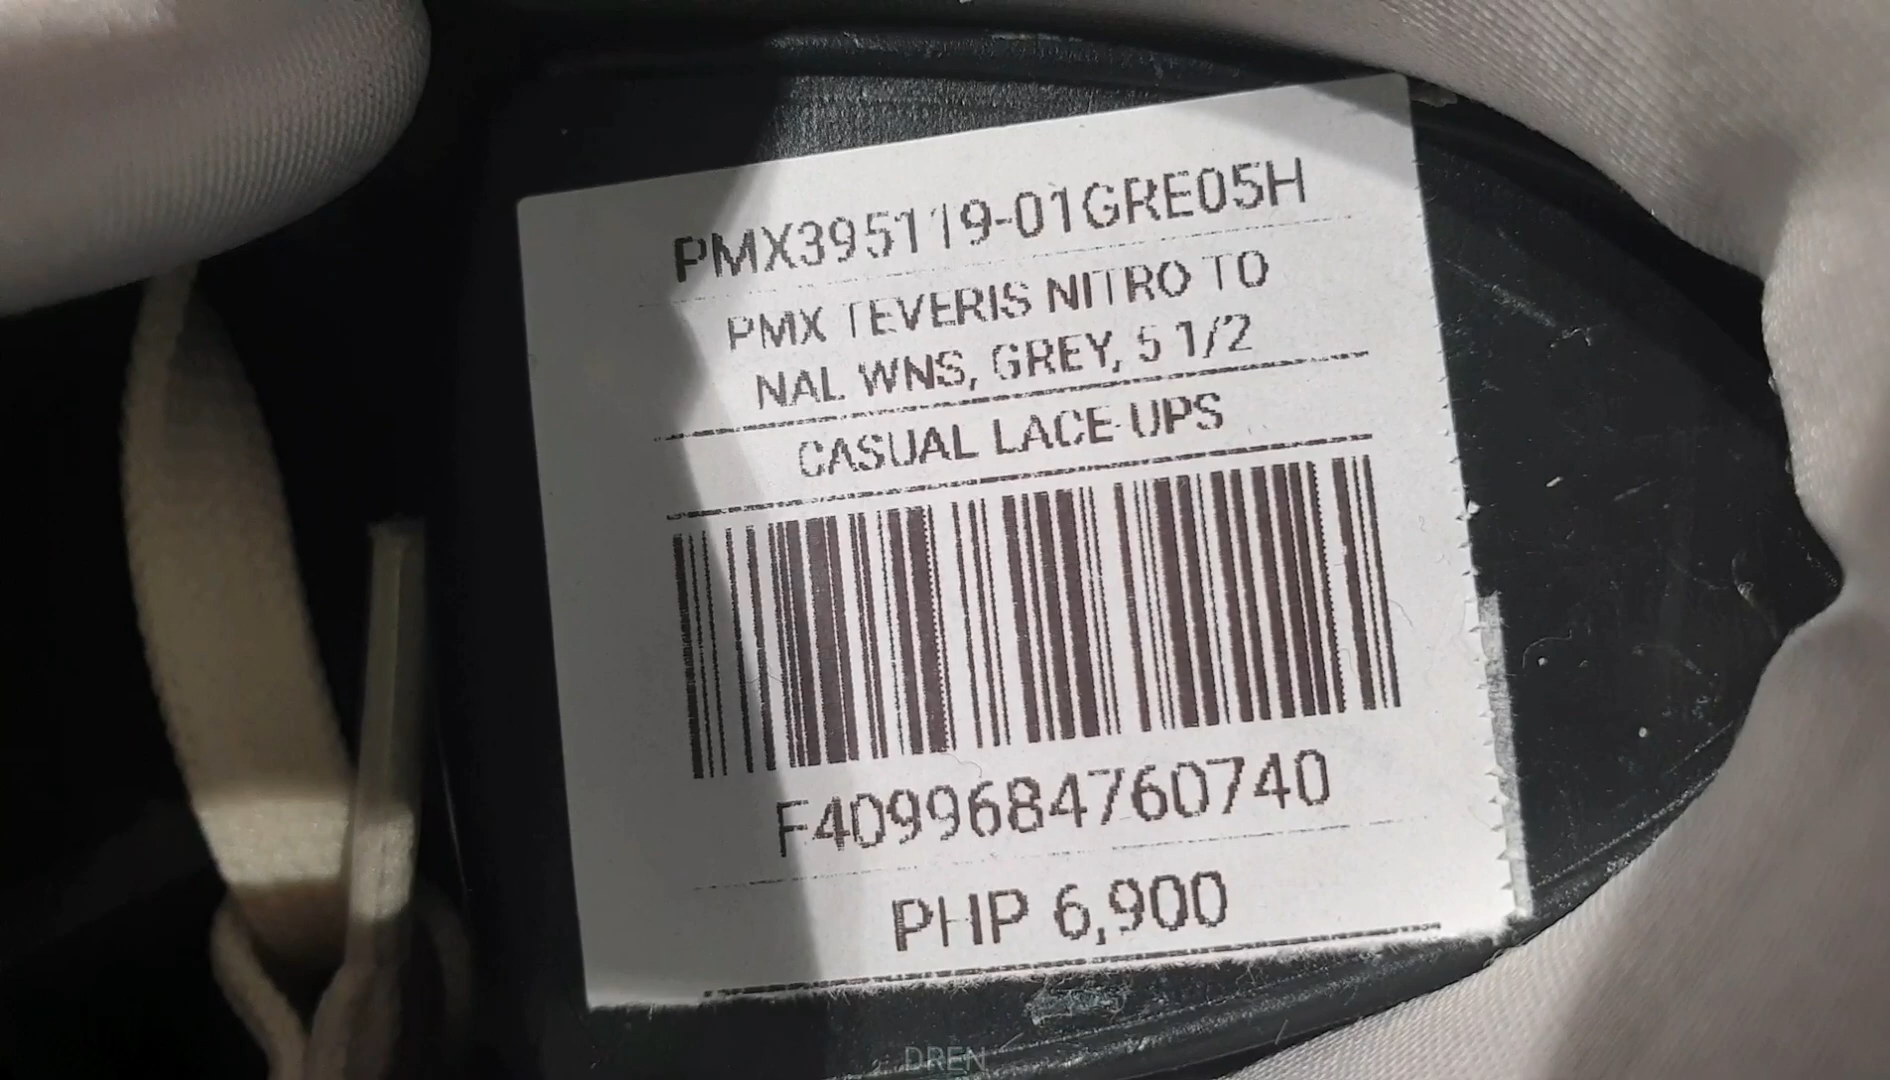 PMX395119-01GRE05H
PMX TEVERIS NITRO TO
NAL WNS, GREY, 5 1/2
CASUAL LACE-UPS
F4099684760740
PHP 6,900
DREN